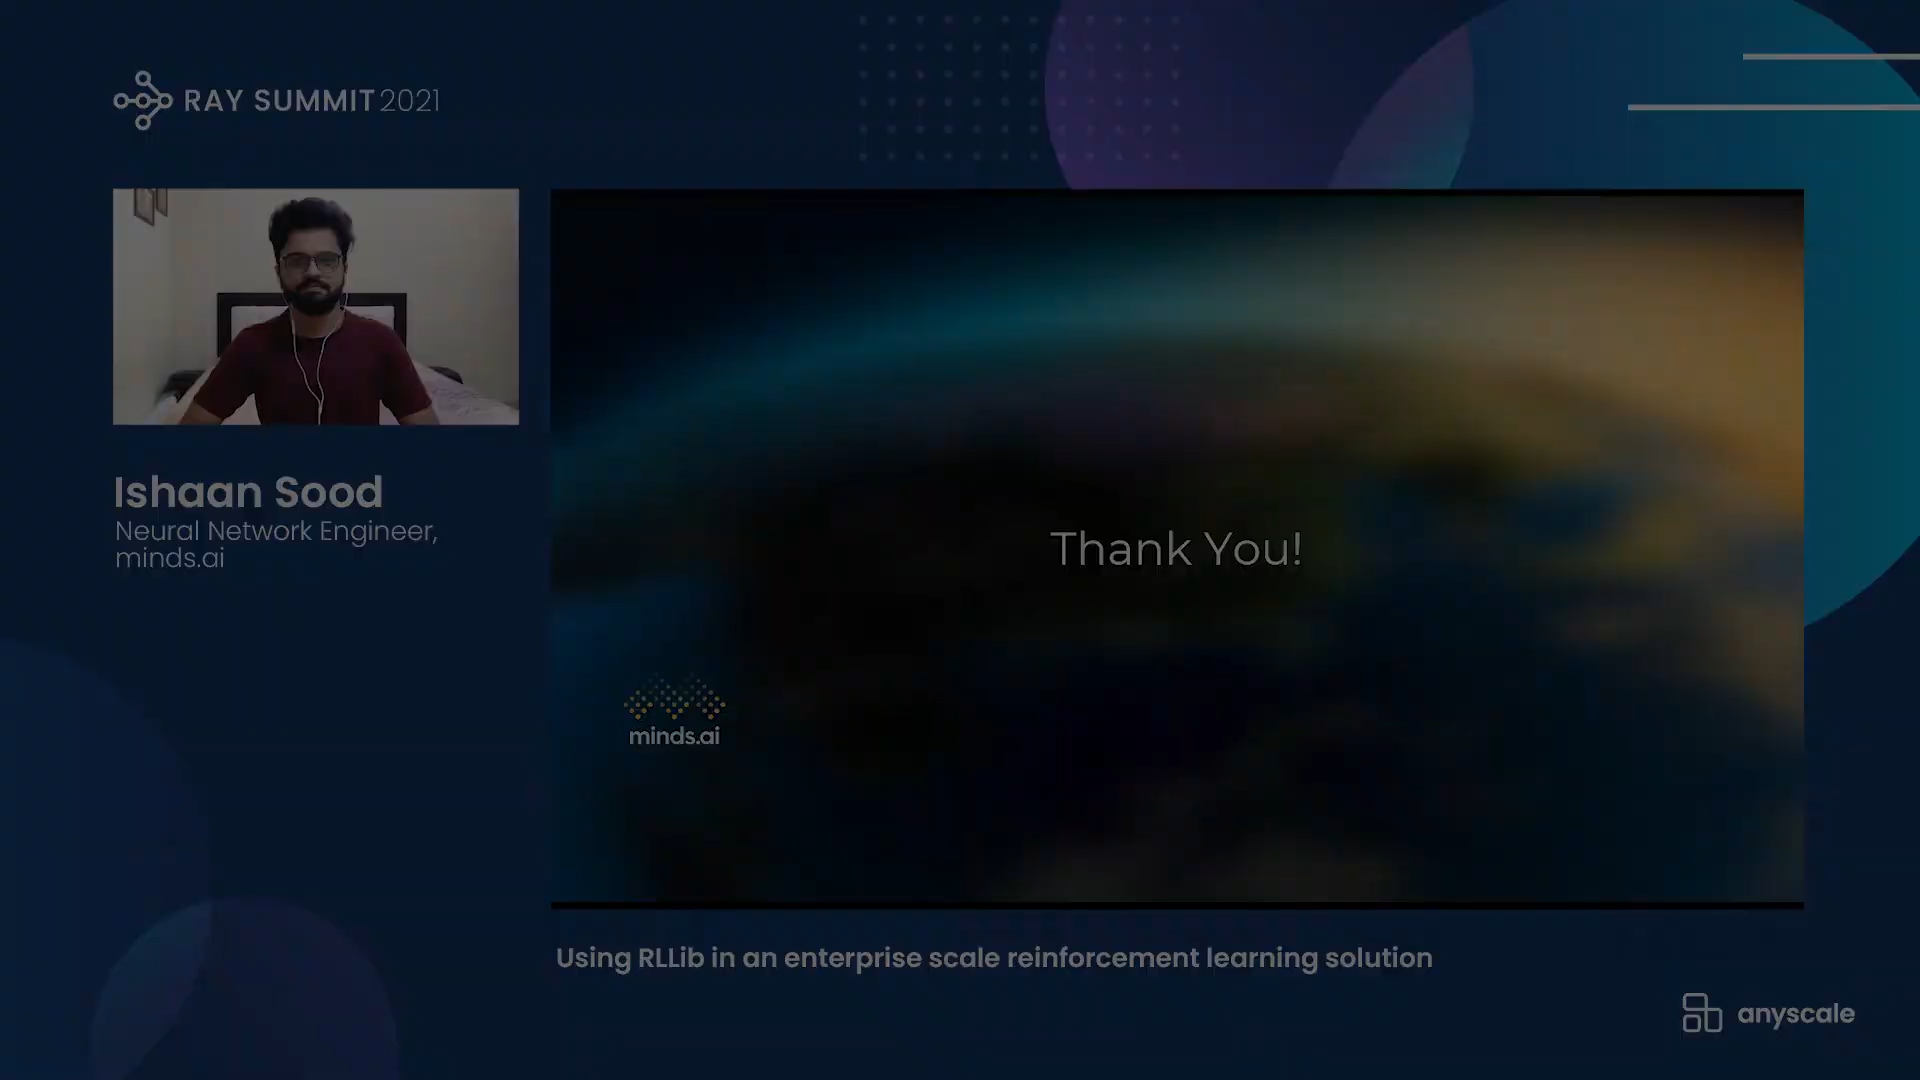 RAY SUMMIT 2021
Ishaan Sood
Neural Network Engineer,
minds.ai
Thank You!
minds.ai
Using RLLib in an enterprise scale reinforcement learning solution
anyscale